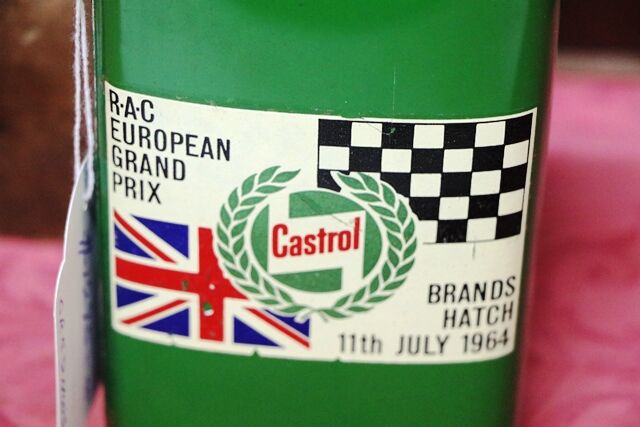 R·A·C
EUROPEAN
GRAND
PRIX
Castrol
BRANDS
HATCH
11th JULY 1964